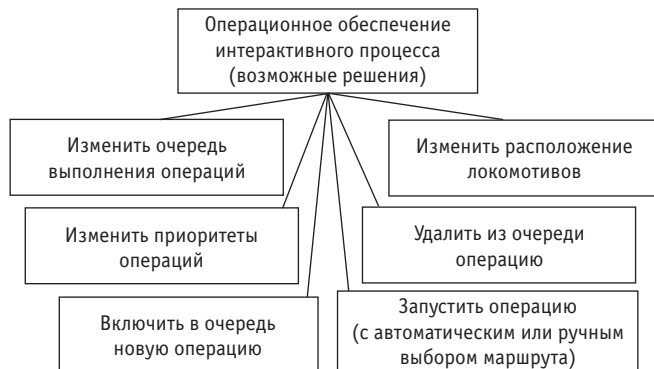 Операционное обеспечение
интерактивного процесса
(возможные решения)
Изменить очередь
выполнения операций
Изменить расположение
локомотивов
Изменить приоритеты
операций
Удалить из очереди
операцию
Включить в очередь
новую операцию
Запустить операцию
(с автоматическим или ручным
выбором маршрута)